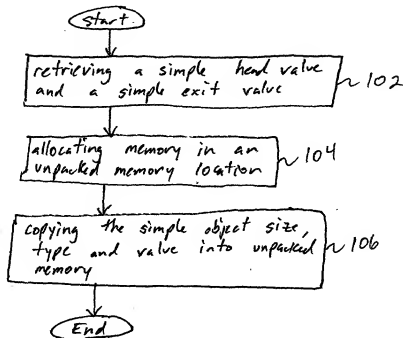 start
retrieving a simple head value
and a simple exit value
102
allocating memory in an
unpacked memory location
104
copying the simple object size,
type and value into unpacked
memory
106
End